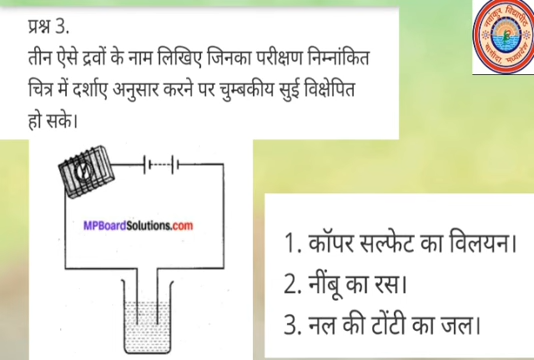 प्रश्न 3.
तीन ऐसे द्रवों के नाम लिखिए जिनका परीक्षण निम्नांकित
चित्र में दर्शाए अनुसार करने पर चुम्बकीय सुई विक्षेपित
हो सके।
MPBoardSolutions.com
1. कॉपर सल्फेट का विलयन।
2. नींबू का रस।
3. नल की टोंटी का जल।